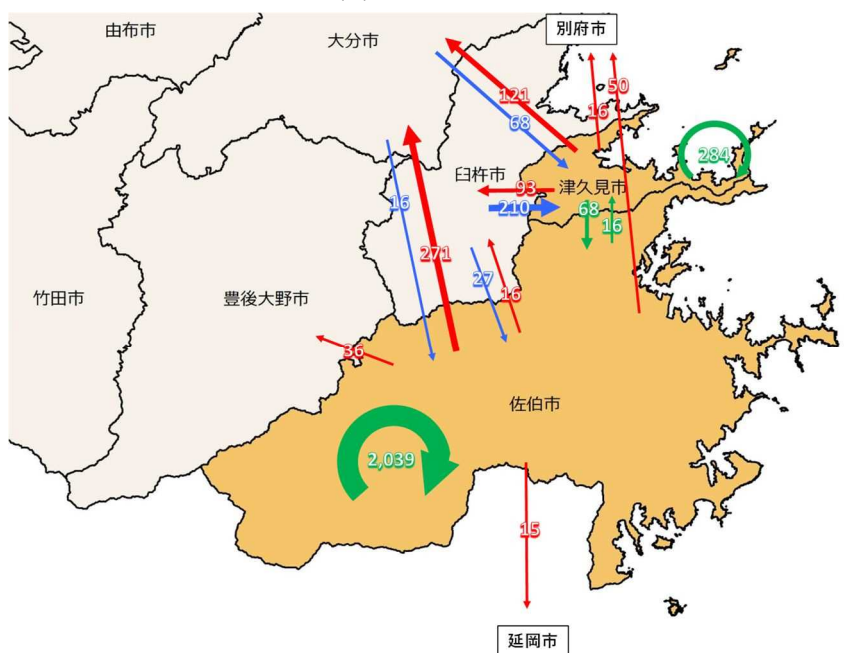 由布市
大分市
別府市
121
68
50
16
284
臼杵市
93
津久見市
210
68
16
16
271
27
16
竹田市
豊後大野市
36
佐伯市
2,039
15
延岡市